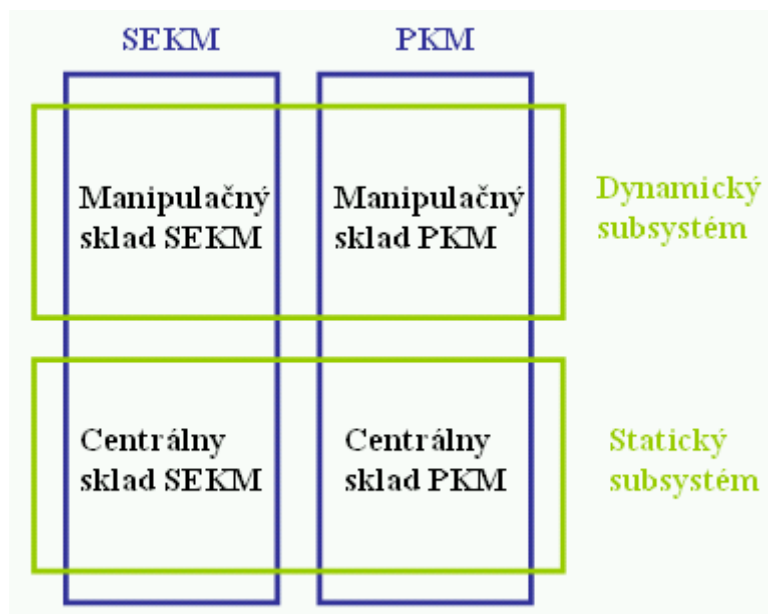 SEKM
PKM
Manipulačný
sklad SEKM
Manipulačný
sklad PKM
Dynamický
subsystém
Centrálny
sklad SEKM
Centrálny
sklad PKM
Statický
subsystém